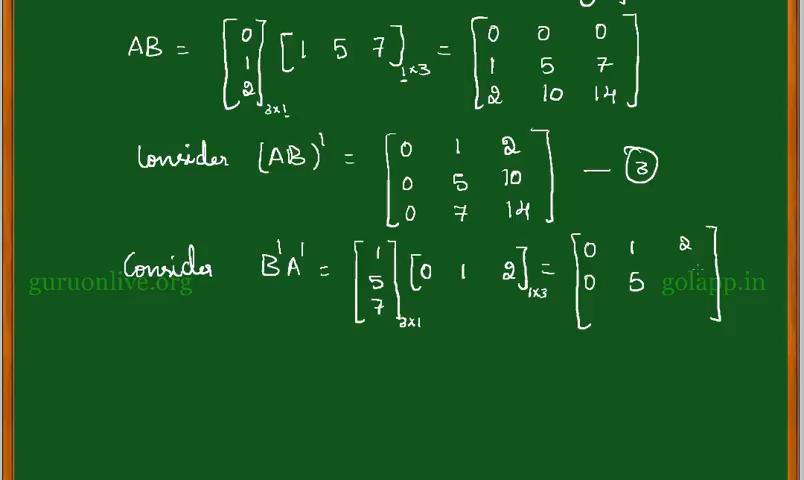 AB = [0 1 2]3×1 [1 5 7]1×3 = [0 0 0
1 5 7
2 10 14]
Consider (AB)' = [0 1 2
0 5 10
0 7 14] — ③
Consider B'A' = [1 5 7]3×1 [0 1 2]1×3 = [0 1 2
0 5]
guruonlive.org golapp.in